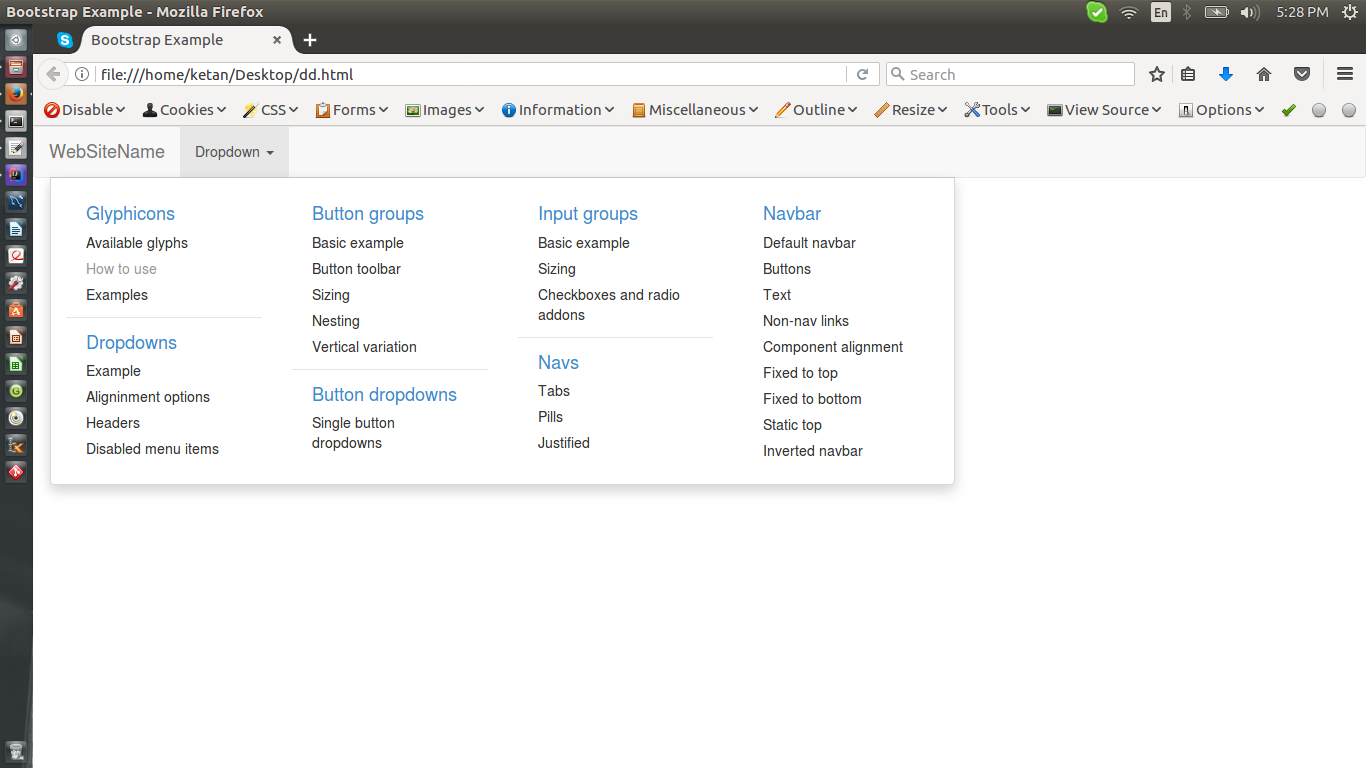 Bootstrap Example - Mozilla Firefox
En
5:28 PM
Bootstrap Example
file:///home/ketan/Desktop/dd.html
Search
Disable Cookies CSS Forms Images Information Miscellaneous Outline Resize Tools View Source Options
WebSiteName Dropdown
Glyphicons
Available glyphs
How to use
Examples
Dropdowns
Example
Aligninment options
Headers
Disabled menu items
Button groups
Basic example
Button toolbar
Sizing
Nesting
Vertical variation
Button dropdowns
Single button
dropdowns
Input groups
Basic example
Sizing
Checkboxes and radio
addons
Navs
Tabs
Pills
Justified
Navbar
Default navbar
Buttons
Text
Non-nav links
Component alignment
Fixed to top
Fixed to bottom
Static top
Inverted navbar